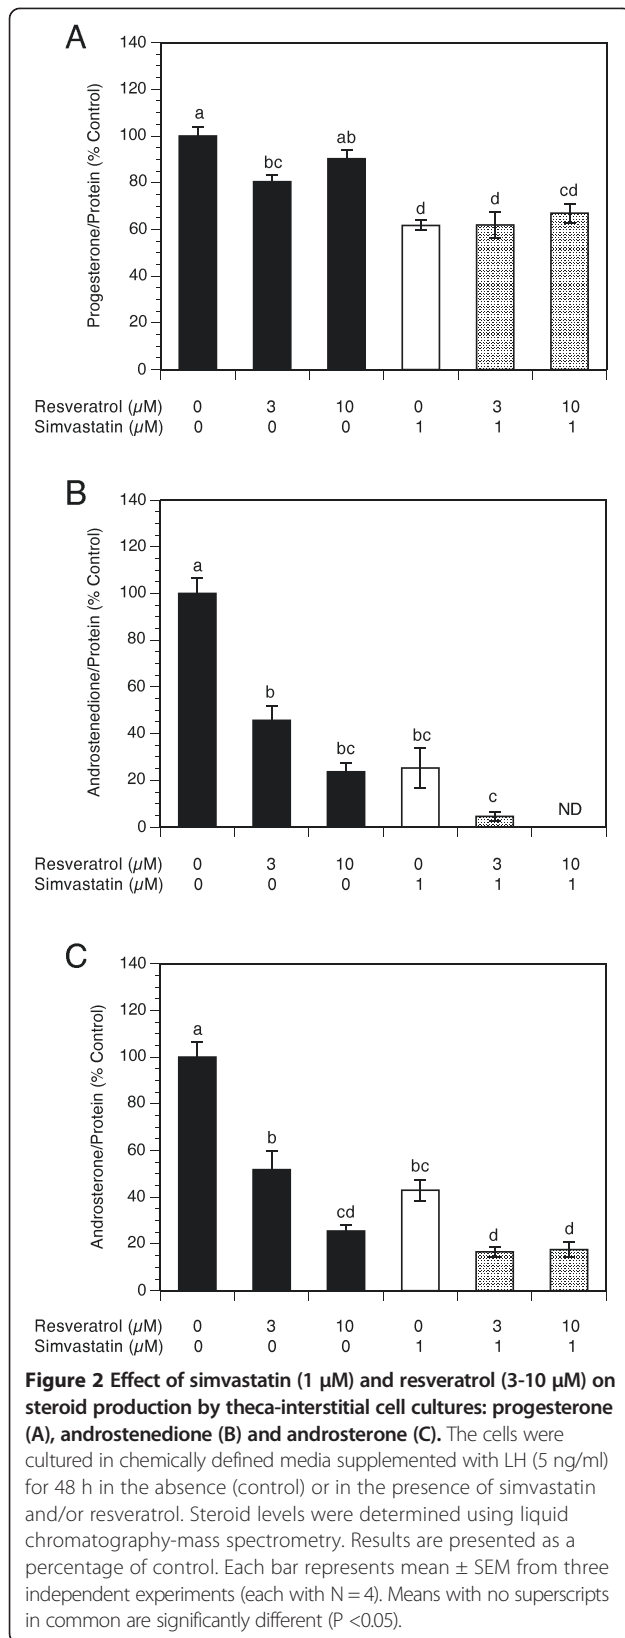 A
Progesterone/Protein (% Control)
140
120
100
80
60
40
20
0
a
bc
ab
d
d
cd
Resveratrol (µM) 0 3 10 0 3 10
Simvastatin (µM) 0 0 0 1 1 1
B
Androstenedione/Protein (% Control)
140
120
100
80
60
40
20
0
a
b
bc
bc
c
ND
Resveratrol (µM) 0 3 10 0 3 10
Simvastatin (µM) 0 0 0 1 1 1
C
Androsterone/Protein (% Control)
140
120
100
80
60
40
20
0
a
b
cd
bc
d
d
Resveratrol (µM) 0 3 10 0 3 10
Simvastatin (µM) 0 0 0 1 1 1
Figure 2 Effect of simvastatin (1 µM) and resveratrol (3-10 µM) on
steroid production by theca-interstitial cell cultures: progesterone
(A), androstenedione (B) and androsterone (C). The cells were
cultured in chemically defined media supplemented with LH (5 ng/ml)
for 48 h in the absence (control) or in the presence of simvastatin
and/or resveratrol. Steroid levels were determined using liquid
chromatography-mass spectrometry. Results are presented as a
percentage of control. Each bar represents mean ± SEM from three
independent experiments (each with N = 4). Means with no superscripts
in common are significantly different (P <0.05).